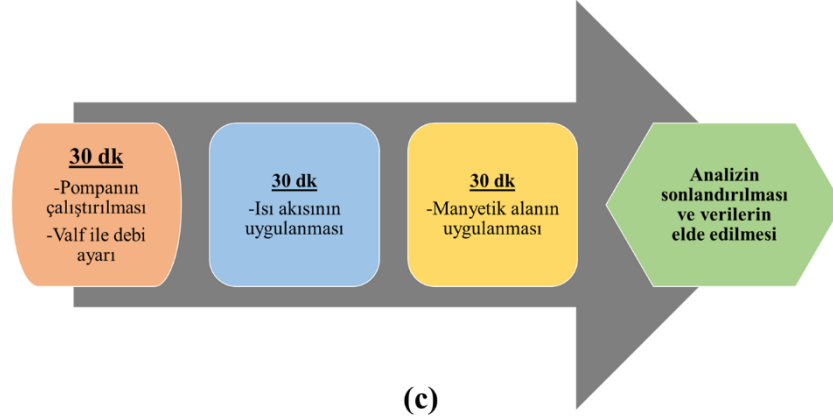 30 dk
-Pompanın
çalıştırılması
-Valf ile debi
ayarı
30 dk
-Isı akısının
uygulanması
30 dk
-Manyetik alanın
uygulanması
Analizin
sonlandırılması
ve verilerin
elde edilmesi
(c)